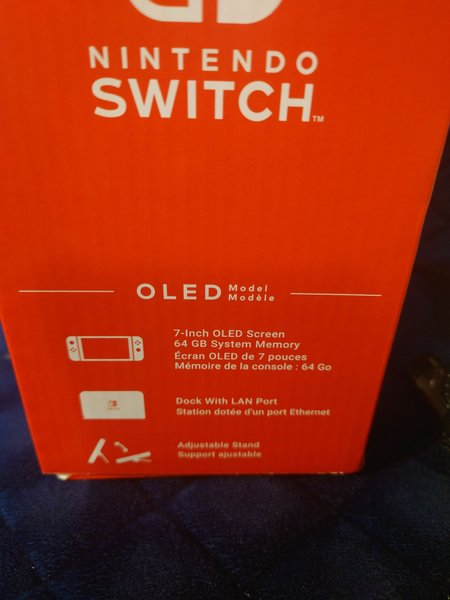 NINTENDO
SWITCH™
OLED Model
Modèle
7-Inch OLED Screen
64 GB System Memory
Écran OLED de 7 pouces
Mémoire de la console : 64 Go
Dock With LAN Port
Station dotée d'un port Ethernet
Adjustable Stand
Support ajustable